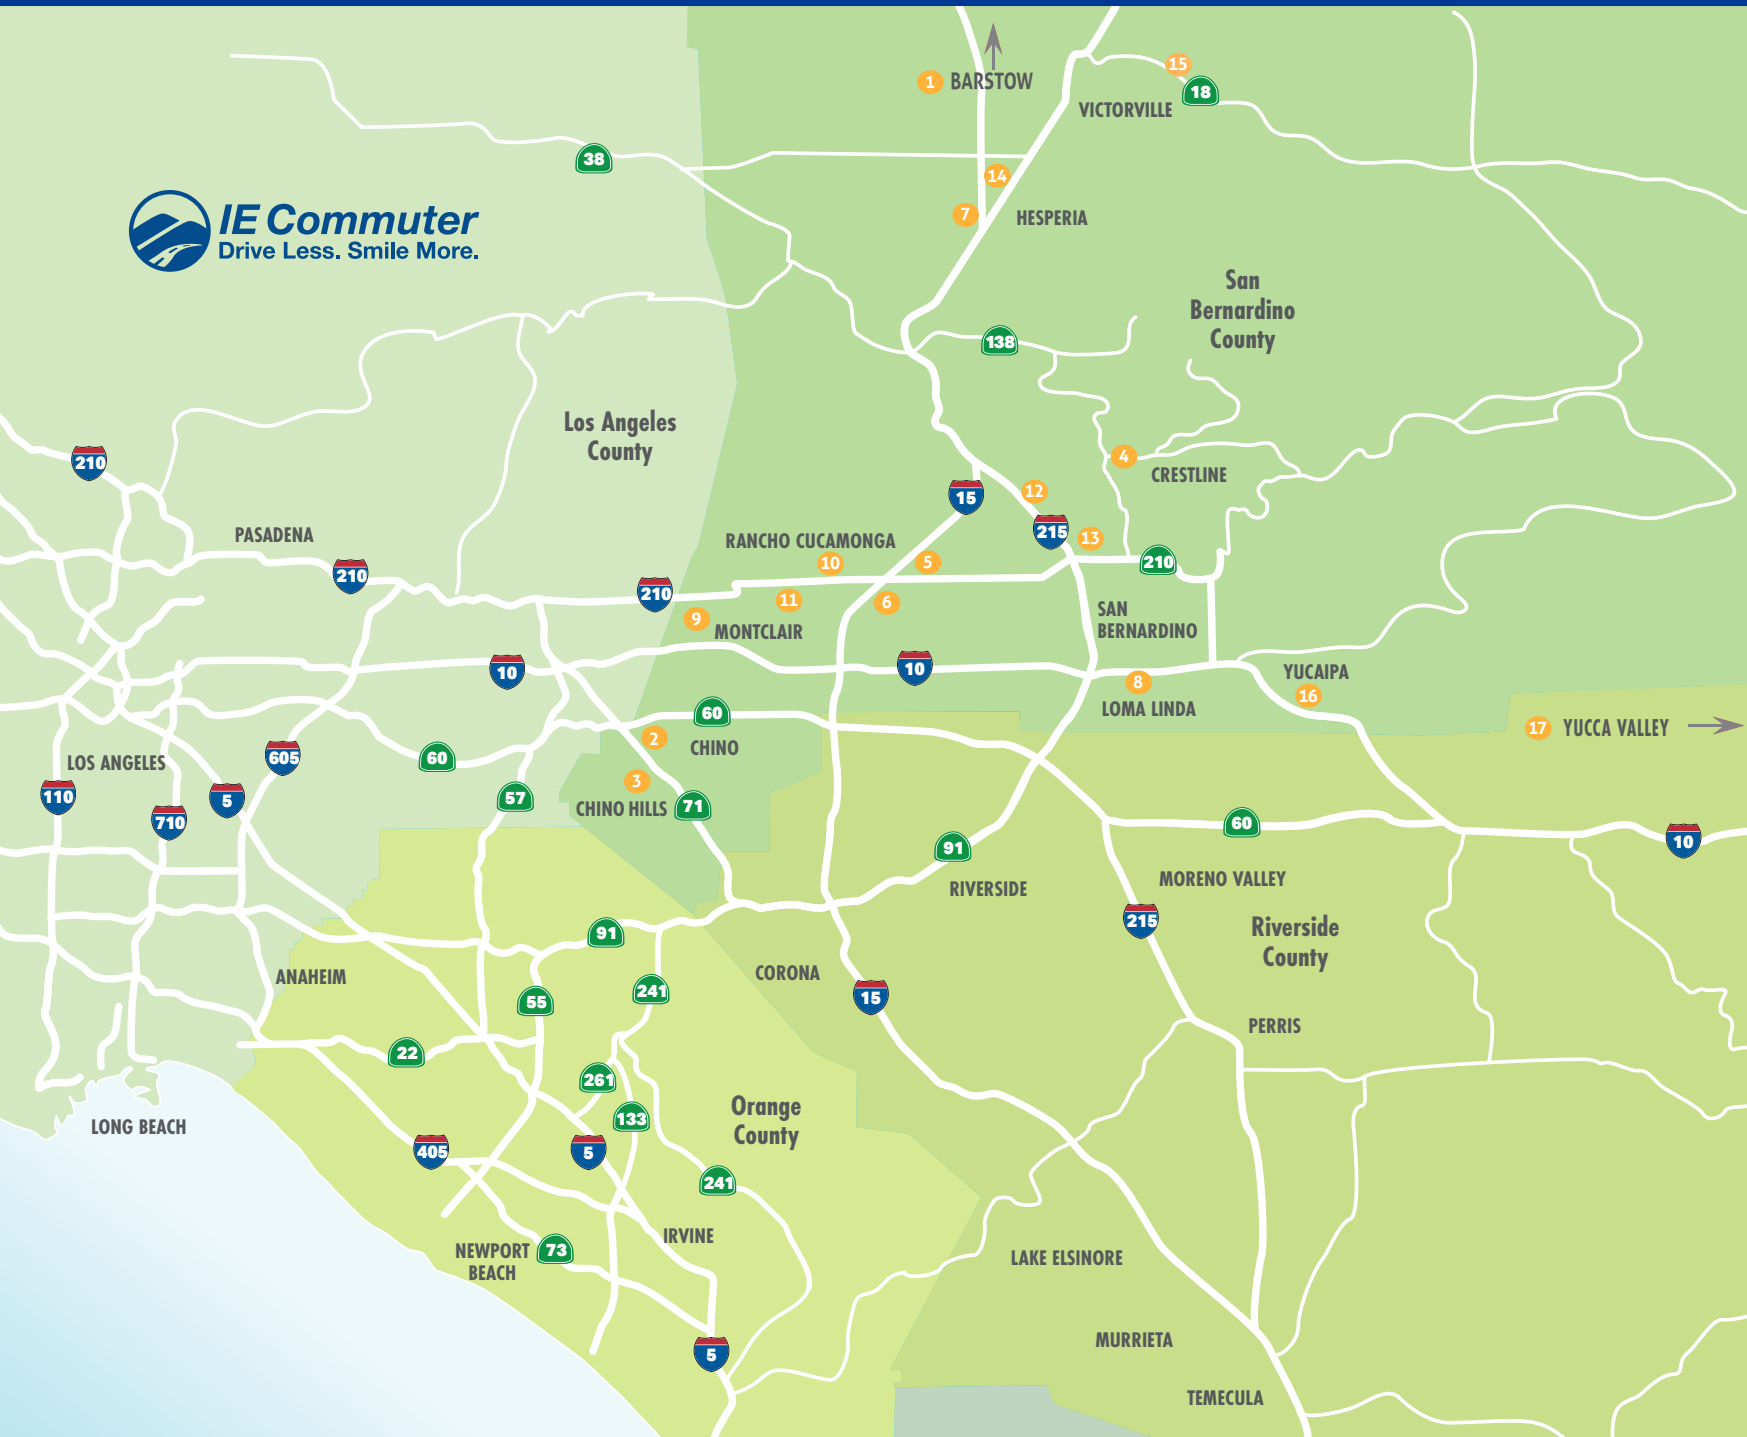 1 BARSTOW
15
18
VICTORVILLE
38
14
7
HESPERIA
IE Commuter
Drive Less. Smile More.
San
Bernardino
County
138
Los Angeles
County
210
4
CRESTLINE
15
12
215
13
PASADENA
RANCHO CUCAMONGA
10
5
210
210
210
11
6
9
MONTCLAIR
SAN
BERNARDINO
10
10
8
LOMA LINDA
YUCAIPA
16
60
2
CHINO
17 YUCCA VALLEY
LOS ANGELES
605
60
3
CHINO HILLS
71
110
710
5
57
60
10
91
RIVERSIDE
MORENO VALLEY
215
Riverside
County
91
ANAHEIM
CORONA
55
241
15
PERRIS
22
261
133
Orange
County
LONG BEACH
405
5
241
IRVINE
NEWPORT
BEACH
73
LAKE ELSINORE
5
MURRIETA
TEMECULA